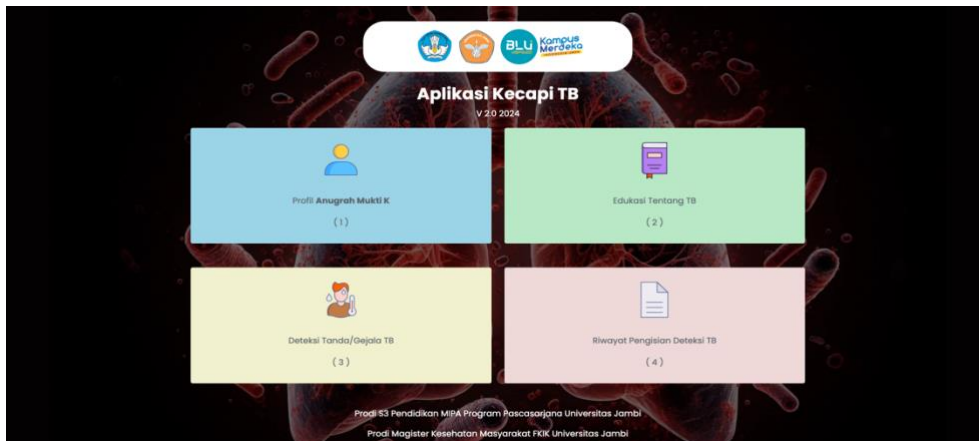 BLU
Kampus
Merdeka
Aplikasi Kecapi TB
V 2.0 2024
Profil Anugrah Mukti K
( 1 )
Edukasi Tentang TB
( 2 )
Deteksi Tanda/Gejala TB
( 3 )
Riwayat Pengisian Deteksi TB
( 4 )
Prodi S3 Pendidikan MIPA Program Pascasarjana Universitas Jambi
Prodi Magister Kesehatan Masyarakat FKIK Universitas Jambi